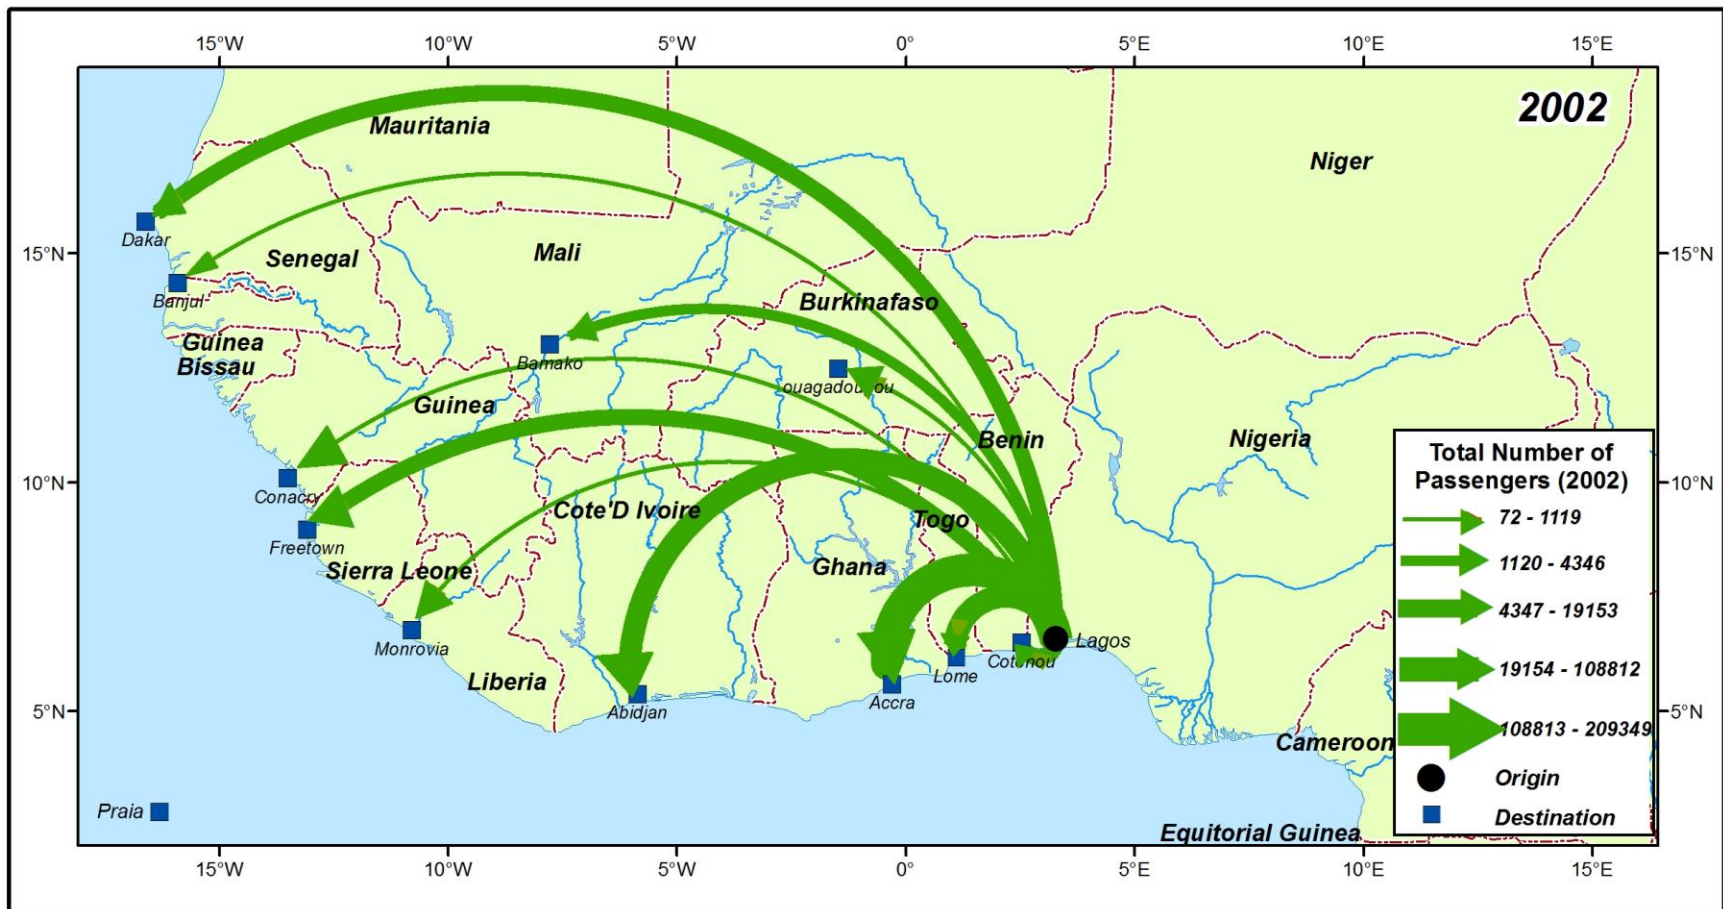 15°W 10°W 5°W 0° 5°E 10°E 15°E
2002
Mauritania
Niger
Dakar
15°N
Senegal
Mali
15°N
Banjul
Burkinafaso
Guinea
Bissau
Bamako
ouagadougou
Guinea
Benin
Nigeria
10°N
Conacry
Cote'D Ivoire
Togo
10°N
Freetown
Sierra Leone
Ghana
Monrovia
Lagos
Cotonou
Lome
Liberia
Accra
Abidjan
5°N
5°N
Cameroon
Praia
Equitorial Guinea
Total Number of
Passengers (2002)
72 - 1119
1120 - 4346
4347 - 19153
19154 - 108812
108813 - 209349
Origin
Destination
15°W 10°W 5°W 0° 5°E 10°E 15°E